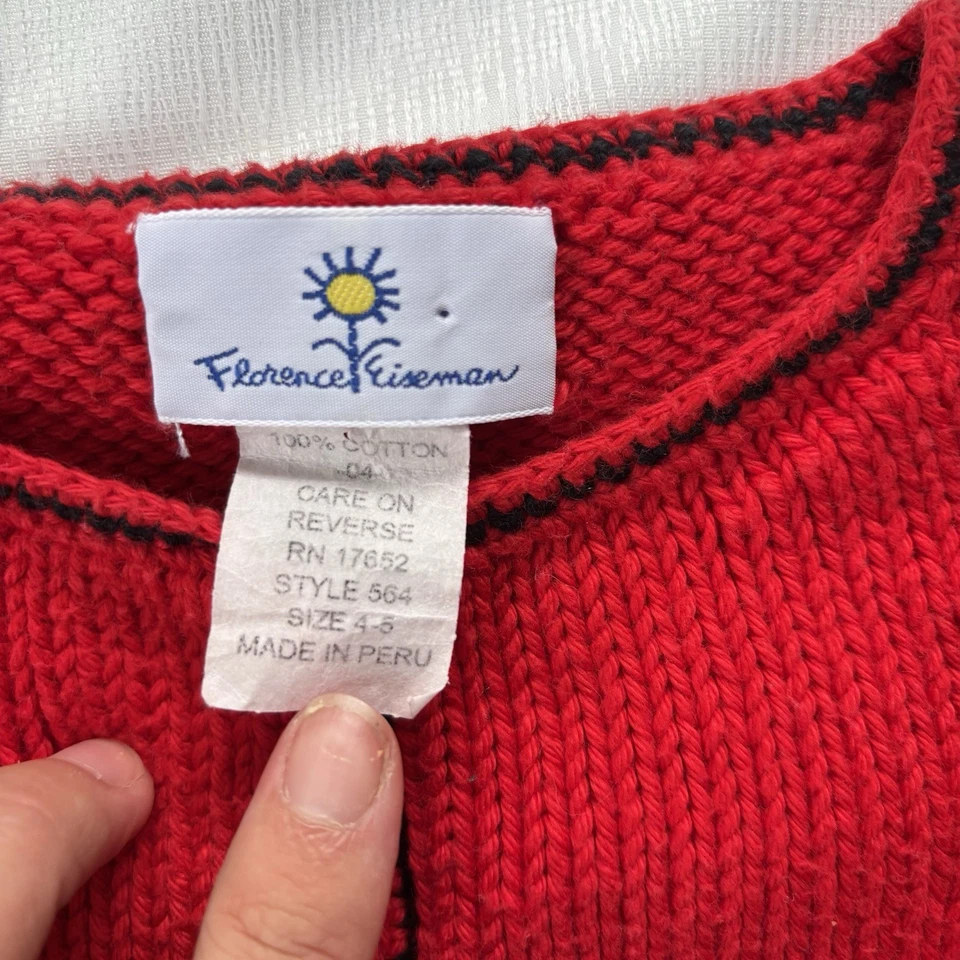 Florence Eiseman
100% COTTON
04
CARE ON
REVERSE
RN 17652
STYLE 564
SIZE 4-5
MADE IN PERU